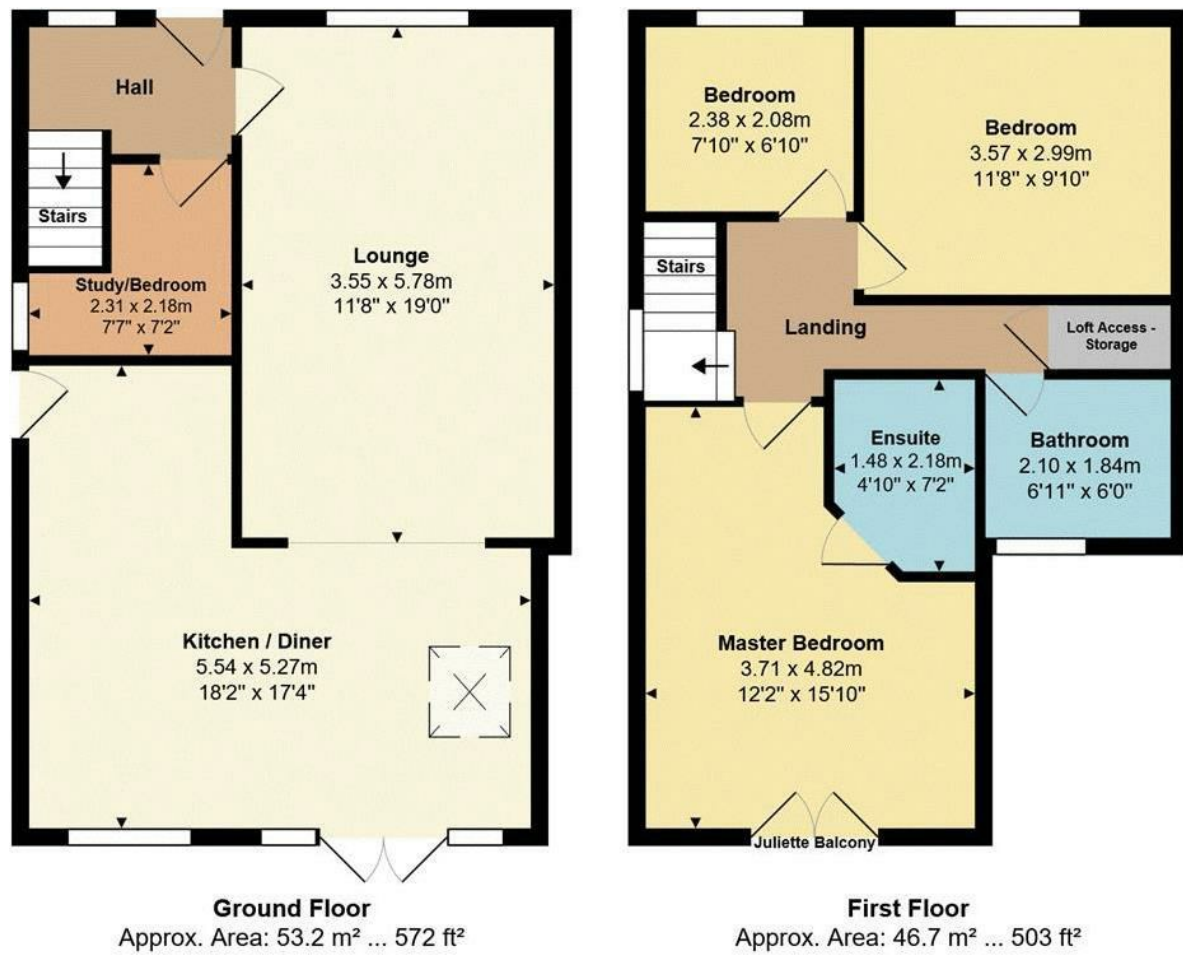 Hall
Stairs
Study/Bedroom
2.31 x 2.18m
7'7" x 7'2"
Lounge
3.55 x 5.78m
11'8" x 19'0"
Kitchen / Diner
5.54 x 5.27m
18'2" x 17'4"
Ground Floor
Approx. Area: 53.2 m² ... 572 ft²
Bedroom
2.38 x 2.08m
7'10" x 6'10"
Bedroom
3.57 x 2.99m
11'8" x 9'10"
Stairs
Landing
Loft Access -
Storage
Ensuite
1.48 x 2.18m
4'10" x 7'2"
Bathroom
2.10 x 1.84m
6'11" x 6'0"
Master Bedroom
3.71 x 4.82m
12'2" x 15'10"
Juliette Balcony
First Floor
Approx. Area: 46.7 m² ... 503 ft²